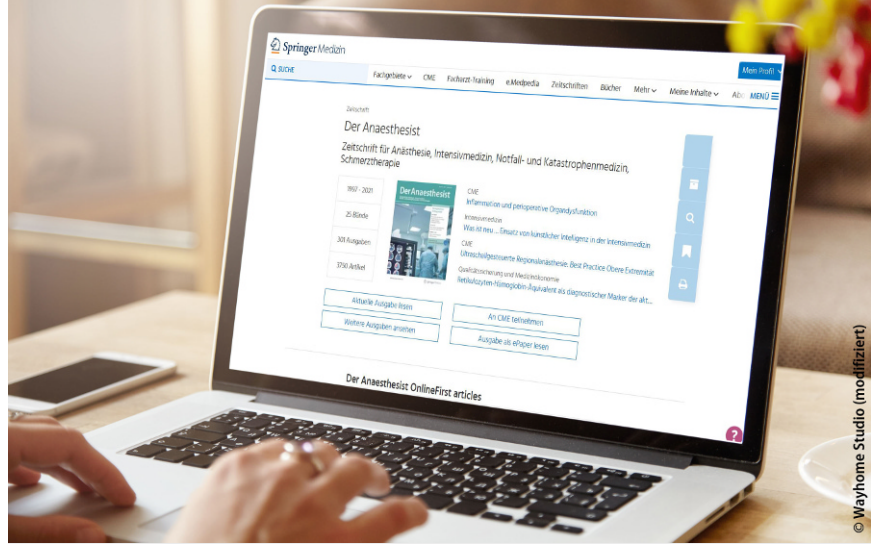 Springer Medizin
Mein Profil
SUCHE
Fachgebiete
CME
Facharzt-Training
e.Medpedia
Zeitschriften
Bücher
Mehr
Meine Inhalte
Abo
MENÜ
Zeitschrift
Der Anaesthesist
Zeitschrift für Anästhesie, Intensivmedizin, Notfall- und Katastrophenmedizin,
Schmerztherapie
1997 - 2021
25 Bände
301 Ausgaben
3750 Artikel
Der Anaesthesist
CME
Inflammation und perioperative Organdysfunktion
Intensivmedizin
Was ist neu ... Einsatz von künstlicher Intelligenz in der Intensivmedizin
CME
Ultraschallgesteuerte Regionalanästhesie: Best Practice Obere Extremität
Qualitätssicherung und Medizinökonomie
Retikulozyten-Hämoglobin-Äquivalent als diagnostischer Marker der akt...
Aktuelle Ausgabe lesen
An CME teilnehmen
Weitere Ausgaben ansehen
Ausgabe als ePaper lesen
Der Anaesthesist OnlineFirst articles
?
© Wayhome Studio (modifiziert)